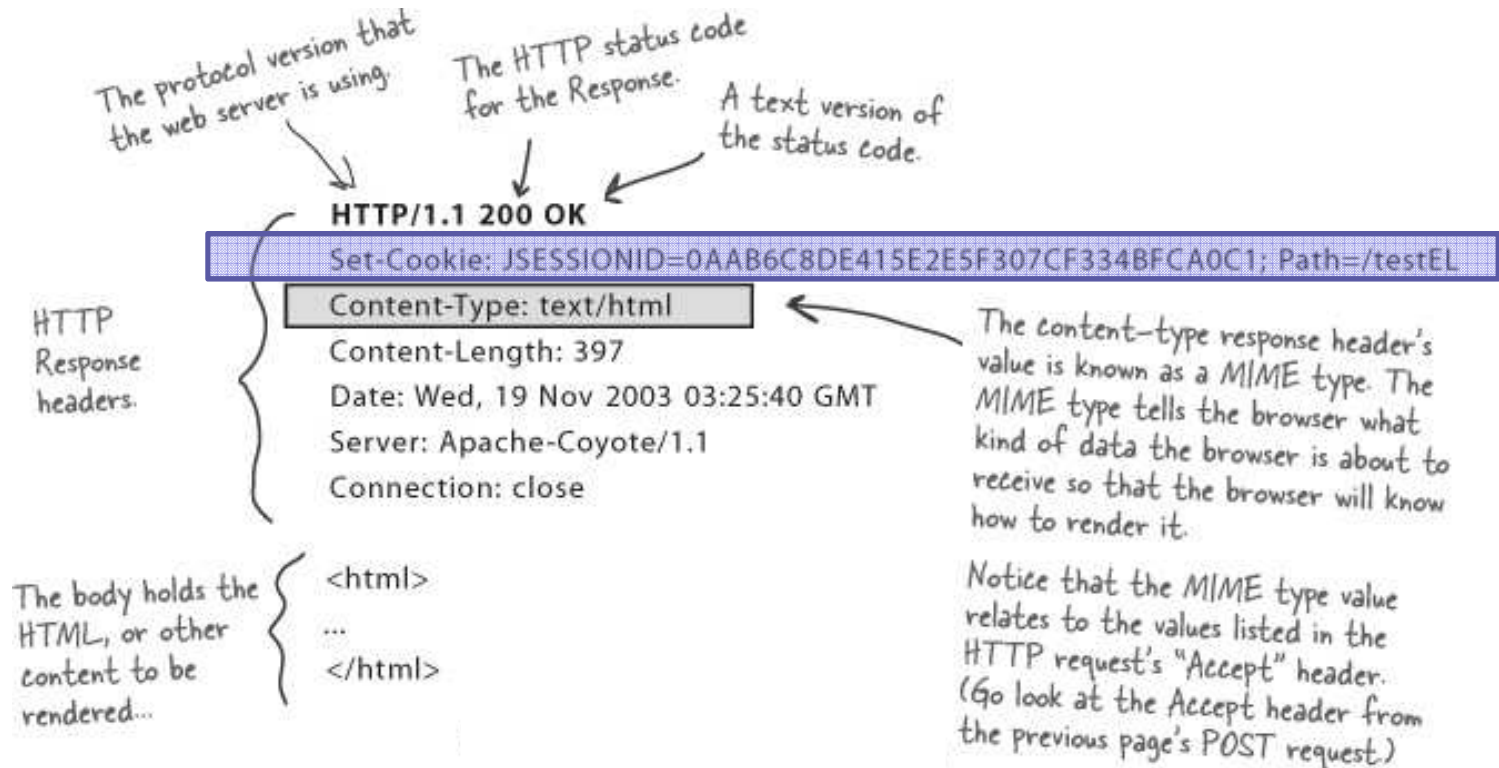 The protocol version that
the web server is using.
The HTTP status code
for the Response.
A text version of
the status code.
HTTP/1.1 200 OK
Set-Cookie: JSESSIONID=0AAB6C8DE415E2E5F307CF334BFCA0C1; Path=/testEL
Content-Type: text/html
Content-Length: 397
Date: Wed, 19 Nov 2003 03:25:40 GMT
Server: Apache-Coyote/1.1
Connection: close
HTTP
Response
headers.
The content-type response header's
value is known as a MIME type. The
MIME type tells the browser what
kind of data the browser is about to
receive so that the browser will know
how to render it.
Notice that the MIME type value
relates to the values listed in the
HTTP request's "Accept" header.
(Go look at the Accept header from
the previous page's POST request.)
The body holds the
HTML, or other
content to be
rendered...
<html>
...
</html>